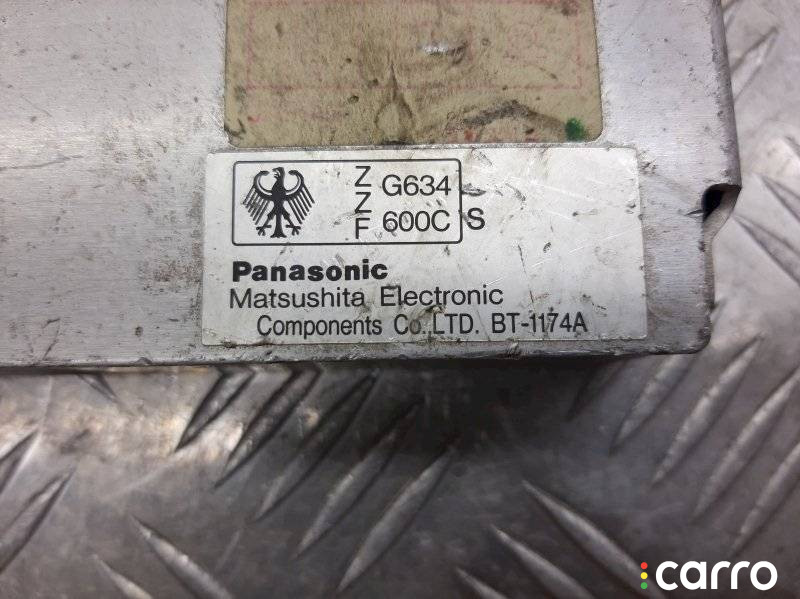 Z G634
Z
F 600C S
Panasonic
Matsushita Electronic
Components Co.,LTD. BT-1174A
carro